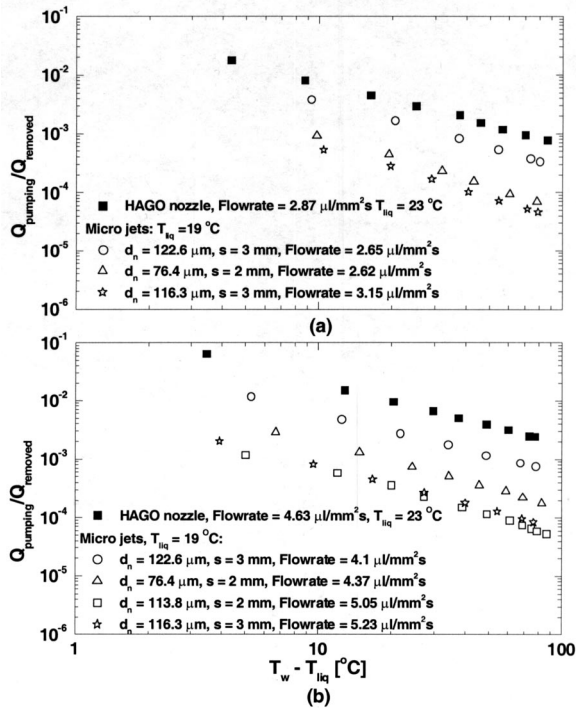 10⁻¹
10⁻²
10⁻³
10⁻⁴
10⁻⁵
10⁻⁶
Q_pumping/Q_removed
HAGO nozzle, Flowrate = 2.87 μl/mm²s T_liq = 23 °C
Micro jets: T_liq =19 °C
d_n = 122.6 μm, s = 3 mm, Flowrate = 2.65 μl/mm²s
d_n = 76.4 μm, s = 2 mm, Flowrate = 2.62 μl/mm²s
d_n = 116.3 μm, s = 3 mm, Flowrate = 3.15 μl/mm²s
(a)
10⁻¹
10⁻²
10⁻³
10⁻⁴
10⁻⁵
10⁻⁶
Q_pumping/Q_removed
HAGO nozzle, Flowrate = 4.63 μl/mm²s, T_liq = 23 °C
Micro jets, T_liq = 19 °C:
d_n = 122.6 μm, s = 3 mm, Flowrate = 4.1 μl/mm²s
d_n = 76.4 μm, s = 2 mm, Flowrate = 4.37 μl/mm²s
d_n = 113.8 μm, s = 2 mm, Flowrate = 5.05 μl/mm²s
d_n = 116.3 μm, s = 3 mm, Flowrate = 5.23 μl/mm²s
1 10 100
T_w - T_liq [°C]
(b)